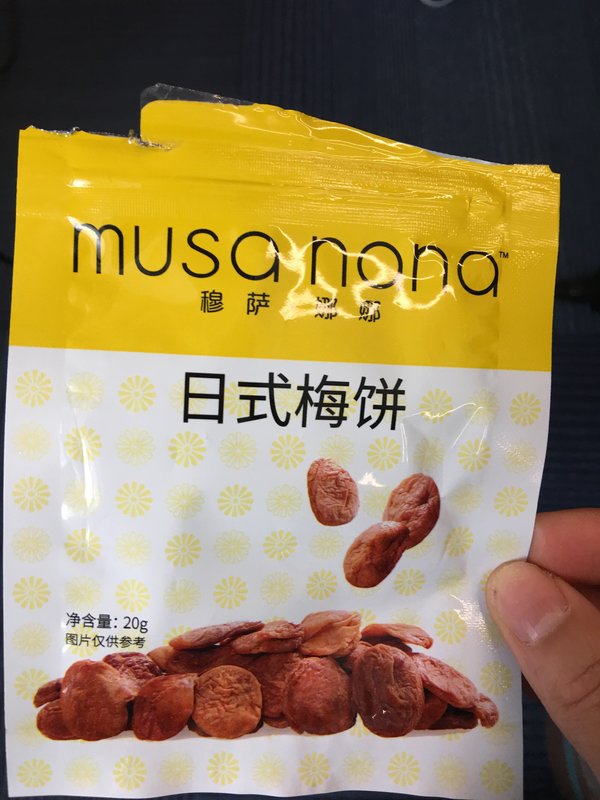 musa nana™
穆萨 娜娜
日式梅饼
净含量：20g
图片仅供参考